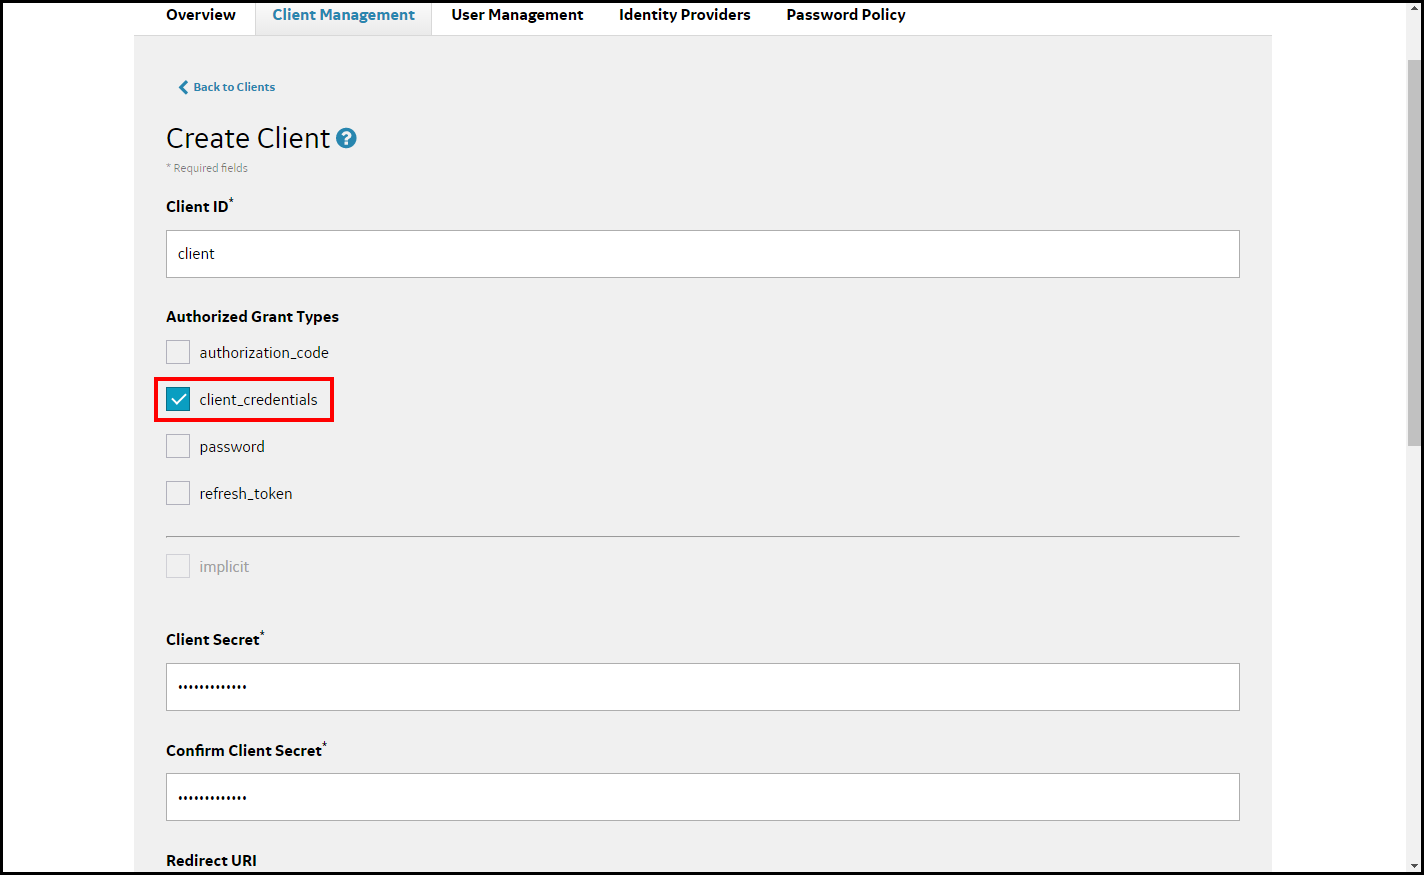 Overview Client Management User Management Identity Providers Password Policy
Back to Clients
Create Client ?
* Required fields
Client ID*
client
Authorized Grant Types
authorization_code
client_credentials
password
refresh_token
implicit
Client Secret*
•••••••••••••
Confirm Client Secret*
•••••••••••••
Redirect URI